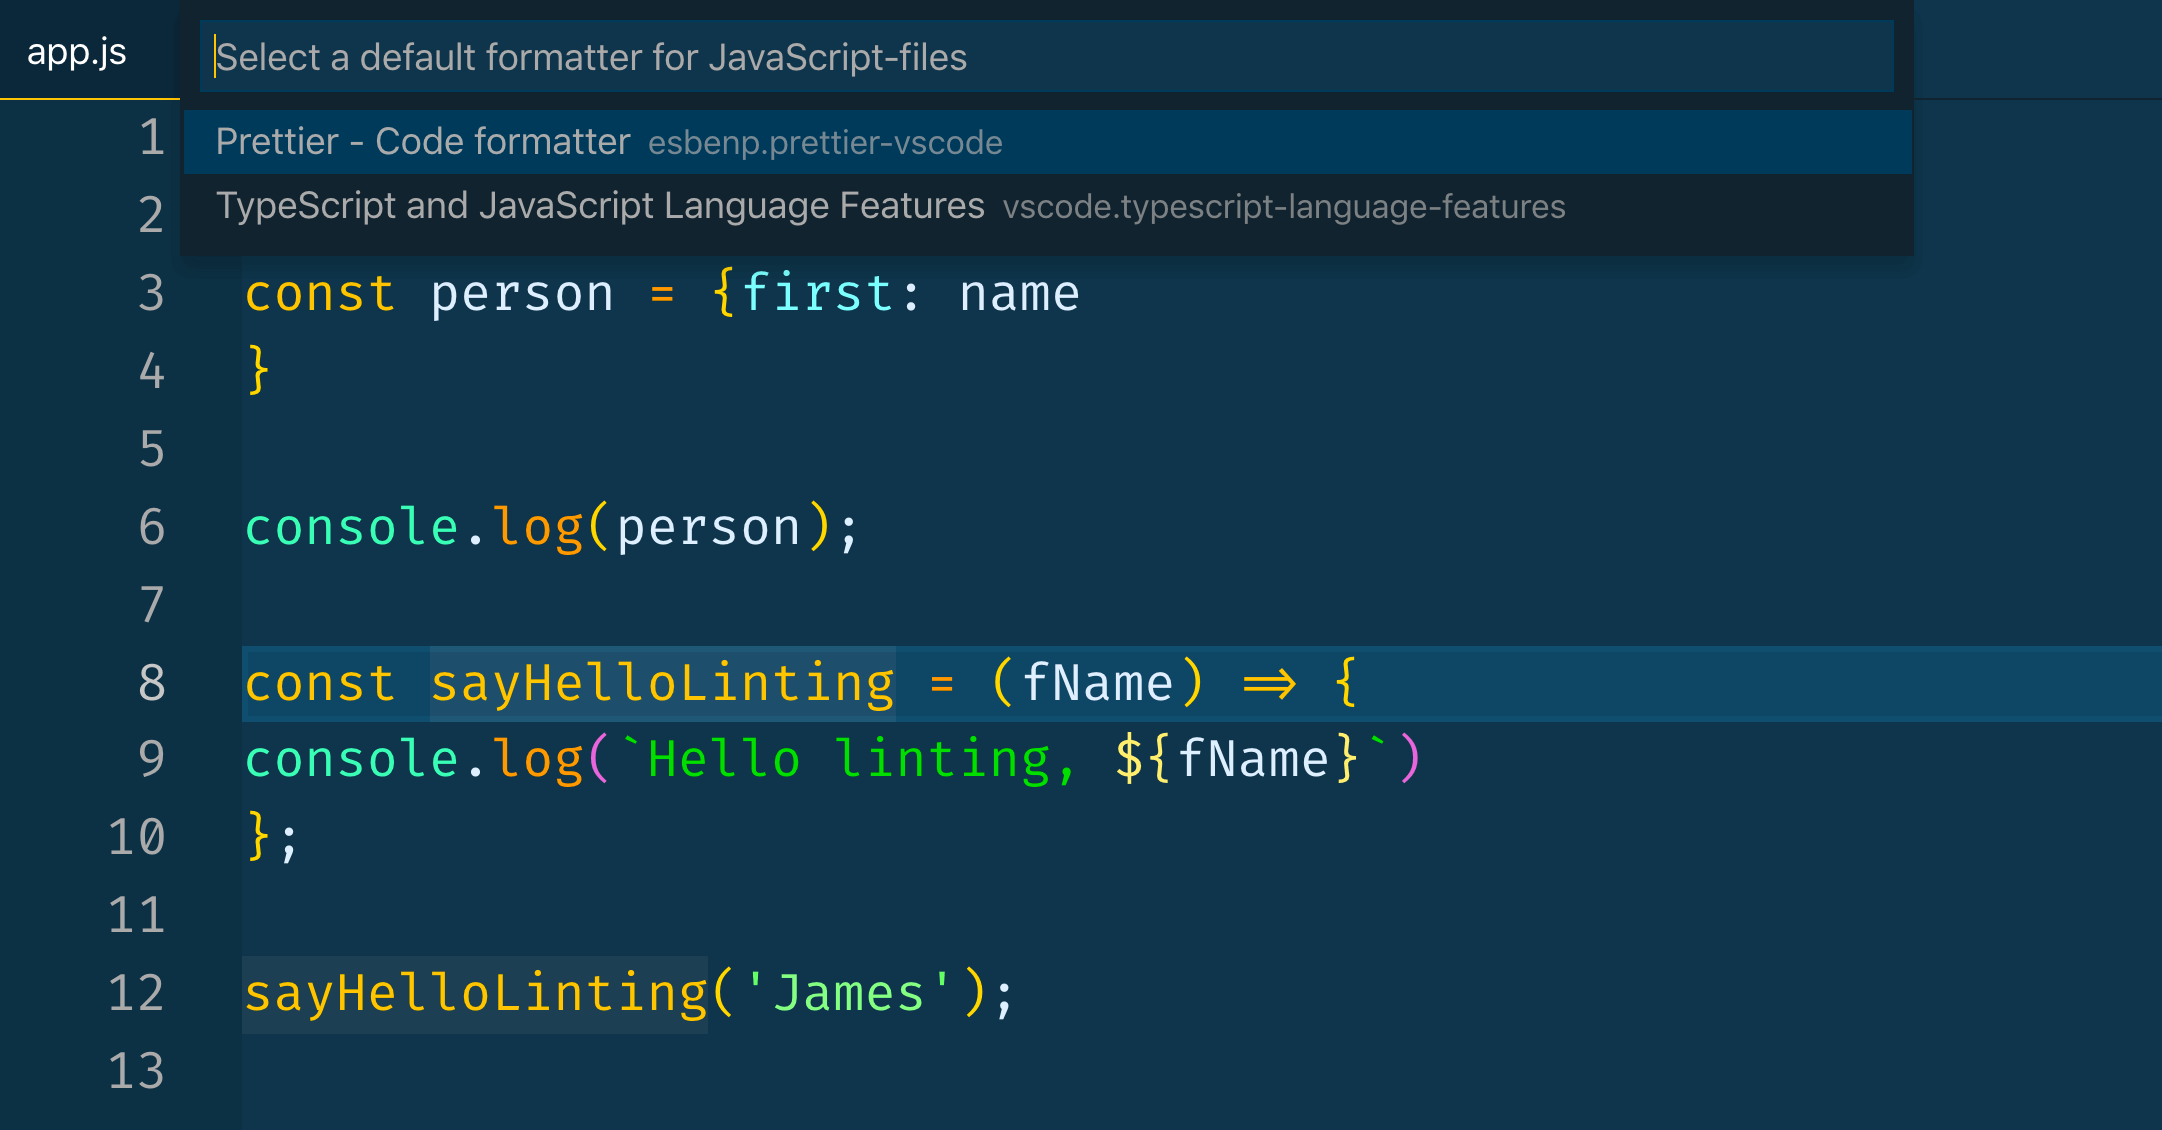 app.js
Select a default formatter for JavaScript-files
Prettier - Code formatter esbenp.prettier-vscode
TypeScript and JavaScript Language Features vscode.typescript-language-features
1
2
3 const person = {first: name
4 }
5
6 console.log(person);
7
8 const sayHelloLinting = (fName) => {
9 console.log(`Hello linting, ${fName}`)
10 };
11
12 sayHelloLinting('James');
13